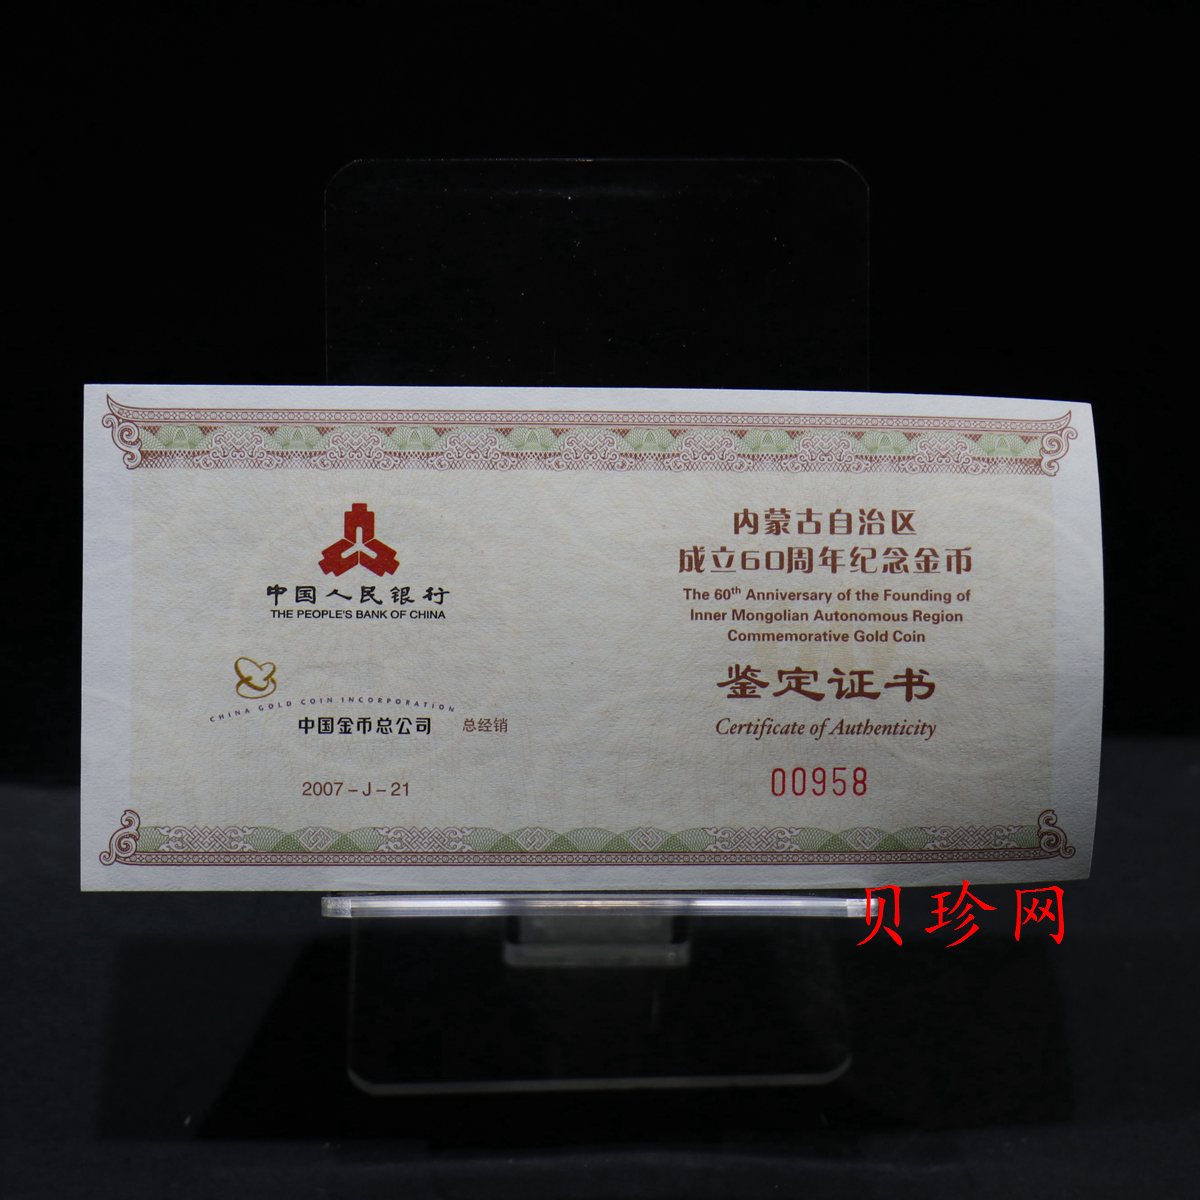 中国人民银行
THE PEOPLE'S BANK OF CHINA
CHINA GOLD COIN INCORPORATION
中国金币总公司 总经销
2007-J-21
内蒙古自治区
成立60周年纪念金币
The 60th Anniversary of the Founding of
Inner Mongolian Autonomous Region
Commemorative Gold Coin
鉴定证书
Certificate of Authenticity
00958
贝珍网